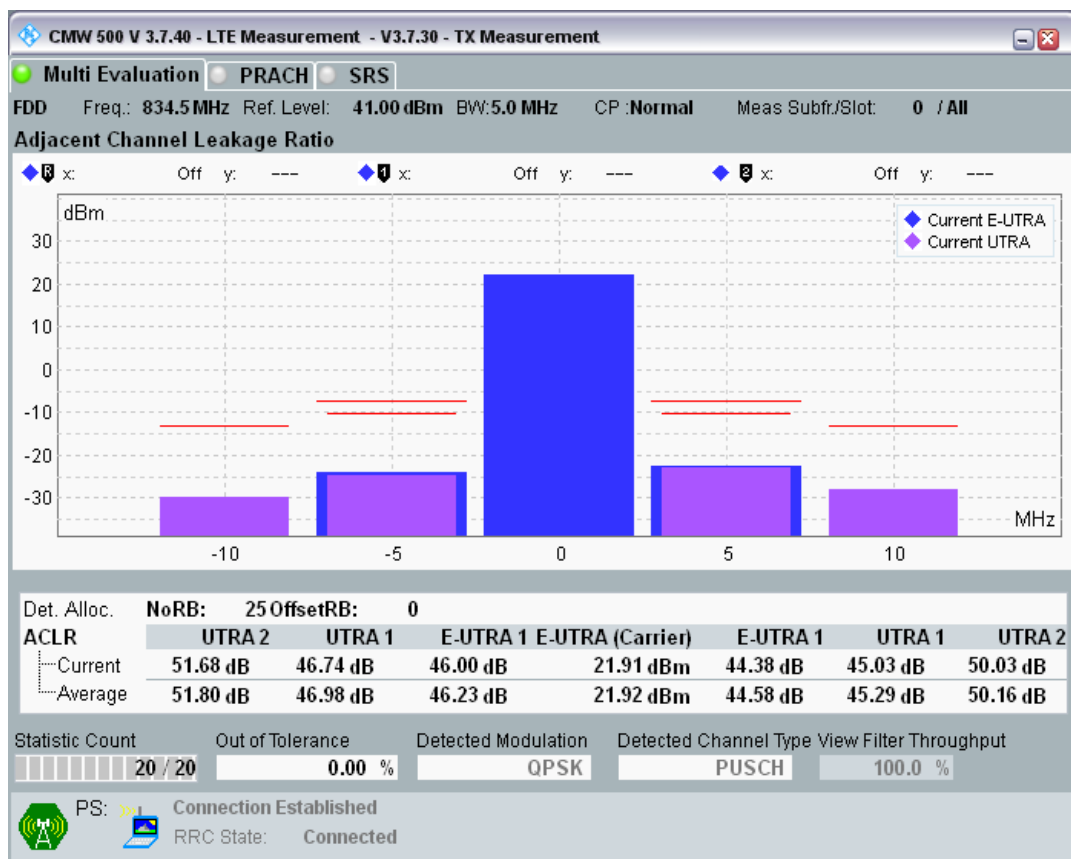 CMW 500 V 3.7.40 - LTE Measurement - V3.7.30 - TX Measurement
Multi Evaluation PRACH SRS
FDD Freq.: 834.5 MHz Ref. Level: 41.00 dBm BW:5.0 MHz CP :Normal Meas Subfr./Slot: 0 / All
Adjacent Channel Leakage Ratio
R x: Off y: --- 1 x: Off y: --- 2 x: Off y: ---
dBm
Current E-UTRA
Current UTRA
30
20
10
0
-10
-20
-30
MHz
-10 -5 0 5 10
Det. Alloc. NoRB: 25 OffsetRB: 0
ACLR UTRA 2 UTRA 1 E-UTRA 1 E-UTRA (Carrier) E-UTRA 1 UTRA 1 UTRA 2
Current 51.68 dB 46.74 dB 46.00 dB 21.91 dBm 44.38 dB 45.03 dB 50.03 dB
Average 51.80 dB 46.98 dB 46.23 dB 21.92 dBm 44.58 dB 45.29 dB 50.16 dB
Statistic Count Out of Tolerance Detected Modulation Detected Channel Type View Filter Throughput
20 / 20 0.00 % QPSK PUSCH 100.0 %
PS: Connection Established
RRC State: Connected